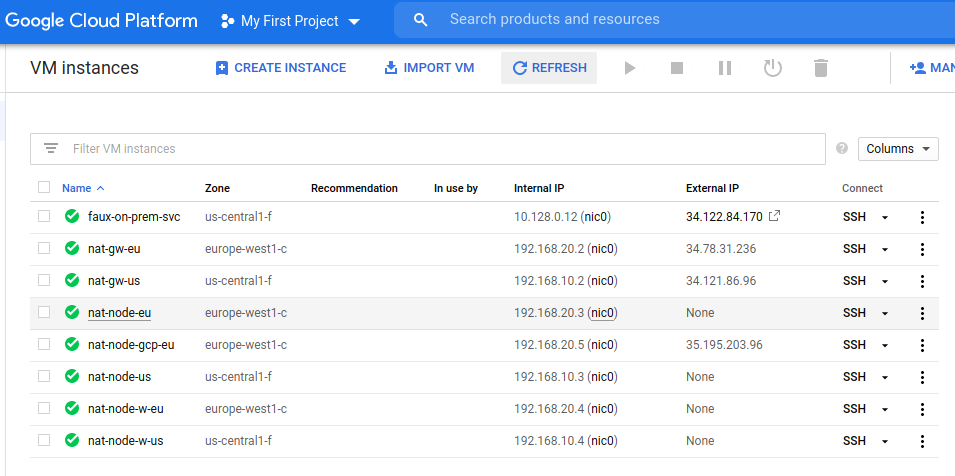 Google Cloud Platform My First Project Search products and resources
VM instances CREATE INSTANCE IMPORT VM REFRESH MAN
Filter VM instances Columns
Name Zone Recommendation In use by Internal IP External IP Connect
faux-on-prem-svc us-central1-f 10.128.0.12 (nic0) 34.122.84.170 SSH
nat-gw-eu europe-west1-c 192.168.20.2 (nic0) 34.78.31.236 SSH
nat-gw-us us-central1-f 192.168.10.2 (nic0) 34.121.86.96 SSH
nat-node-eu europe-west1-c 192.168.20.3 (nic0) None SSH
nat-node-gcp-eu europe-west1-c 192.168.20.5 (nic0) 35.195.203.96 SSH
nat-node-us us-central1-f 192.168.10.3 (nic0) None SSH
nat-node-w-eu europe-west1-c 192.168.20.4 (nic0) None SSH
nat-node-w-us us-central1-f 192.168.10.4 (nic0) None SSH